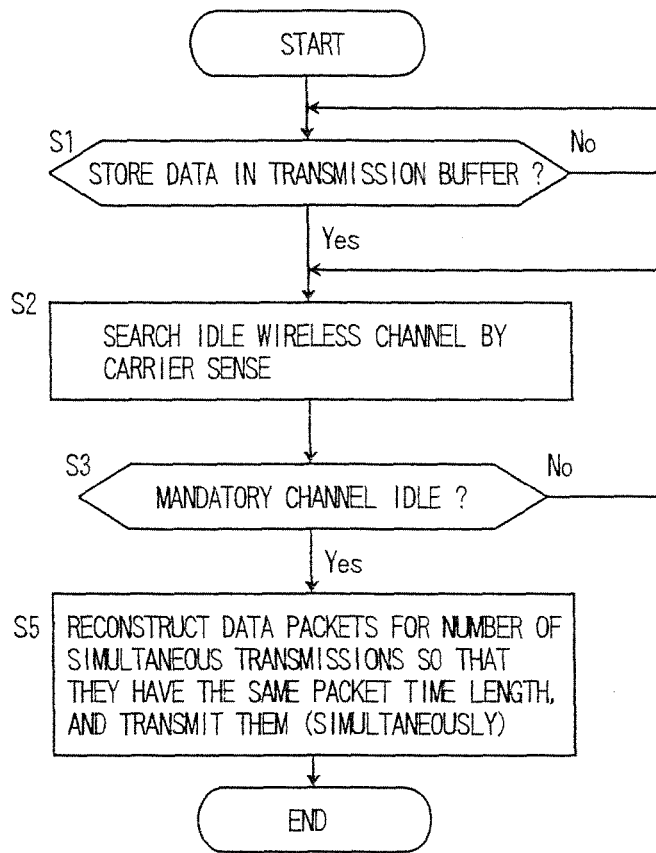 START
S1
No
STORE DATA IN TRANSMISSION BUFFER ?
Yes
S2
SEARCH IDLE WIRELESS CHANNEL BY
CARRIER SENSE
S3
No
MANDATORY CHANNEL IDLE ?
Yes
S5
RECONSTRUCT DATA PACKETS FOR NUMBER OF
SIMULTANEOUS TRANSMISSIONS SO THAT
THEY HAVE THE SAME PACKET TIME LENGTH,
AND TRANSMIT THEM (SIMULTANEOUSLY)
END